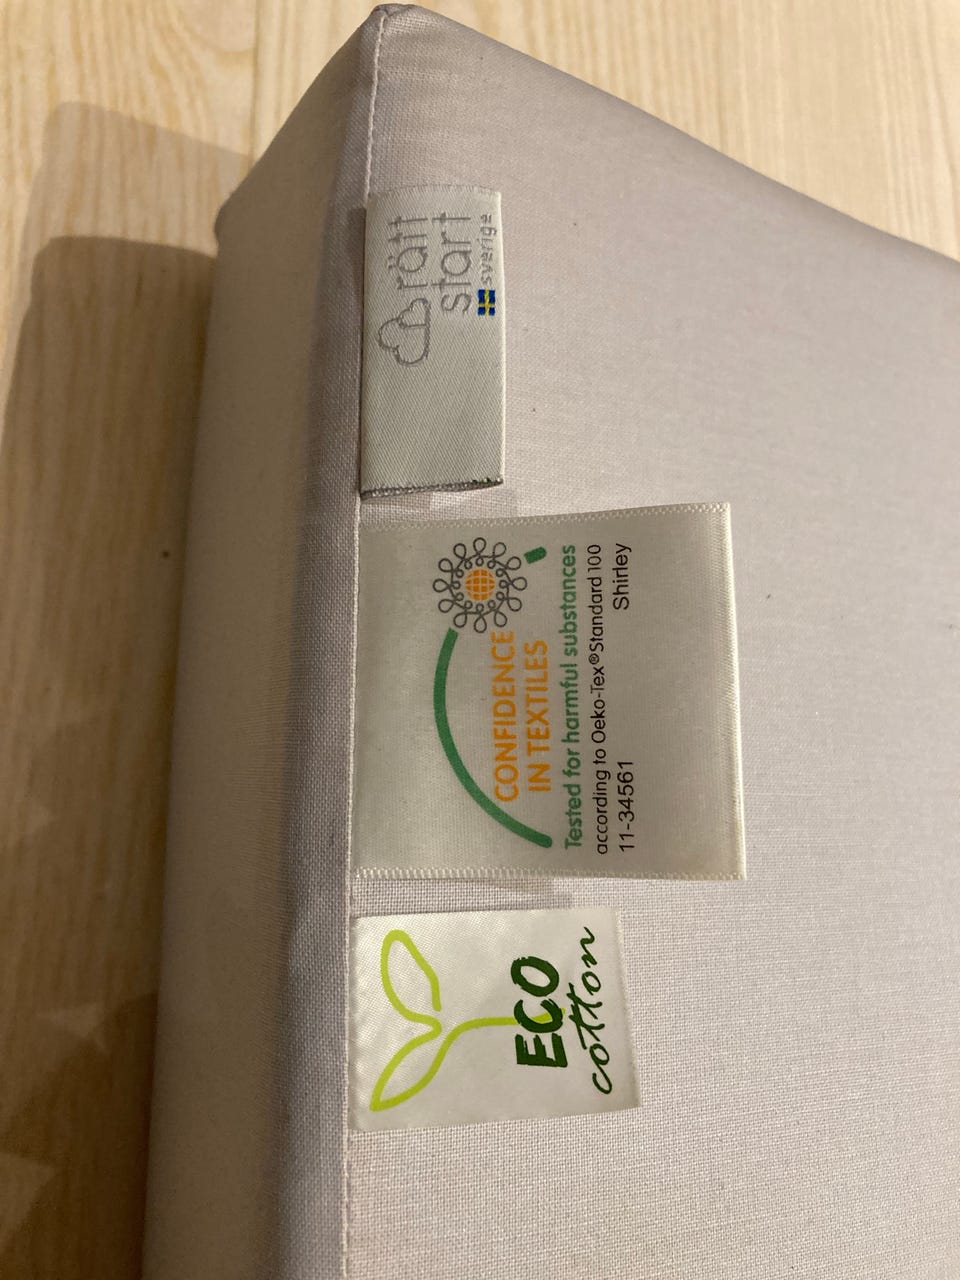 rätt
start
sverige
CONFIDENCE
IN TEXTILES
Tested for harmful substances
according to Oeko-Tex®Standard 100
11-34561 Shirley
ECO
cotton